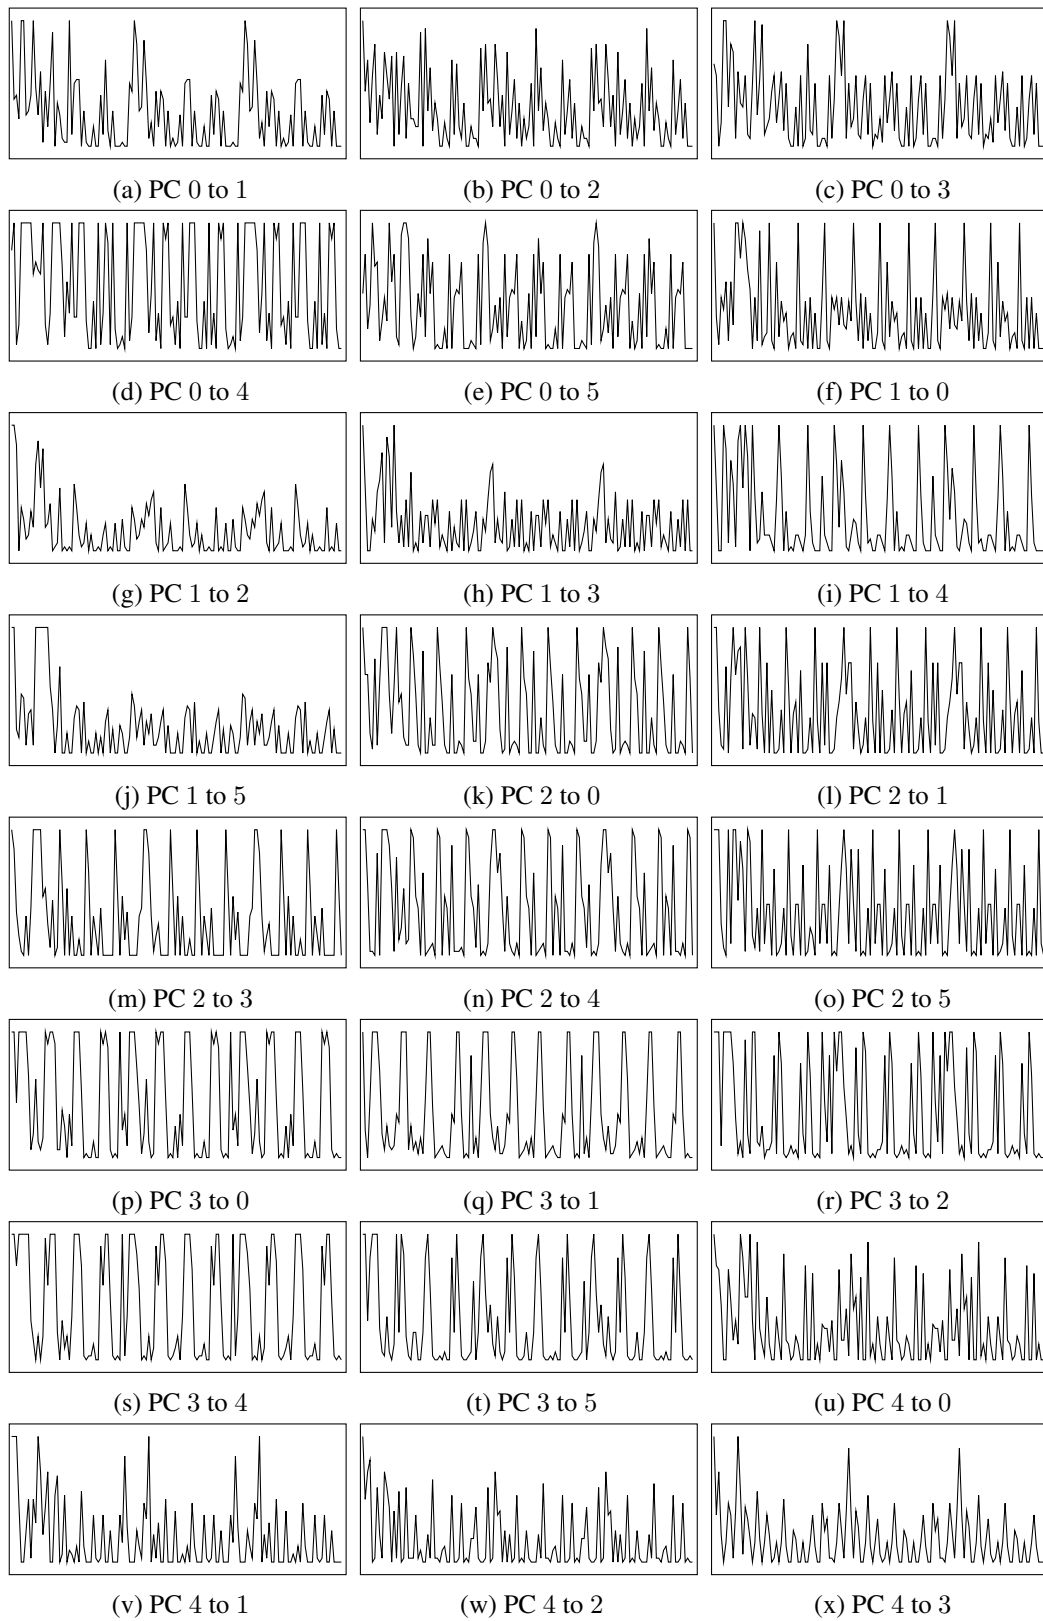 (a) PC 0 to 1 (b) PC 0 to 2 (c) PC 0 to 3
(d) PC 0 to 4 (e) PC 0 to 5 (f) PC 1 to 0
(g) PC 1 to 2 (h) PC 1 to 3 (i) PC 1 to 4
(j) PC 1 to 5 (k) PC 2 to 0 (l) PC 2 to 1
(m) PC 2 to 3 (n) PC 2 to 4 (o) PC 2 to 5
(p) PC 3 to 0 (q) PC 3 to 1 (r) PC 3 to 2
(s) PC 3 to 4 (t) PC 3 to 5 (u) PC 4 to 0
(v) PC 4 to 1 (w) PC 4 to 2 (x) PC 4 to 3